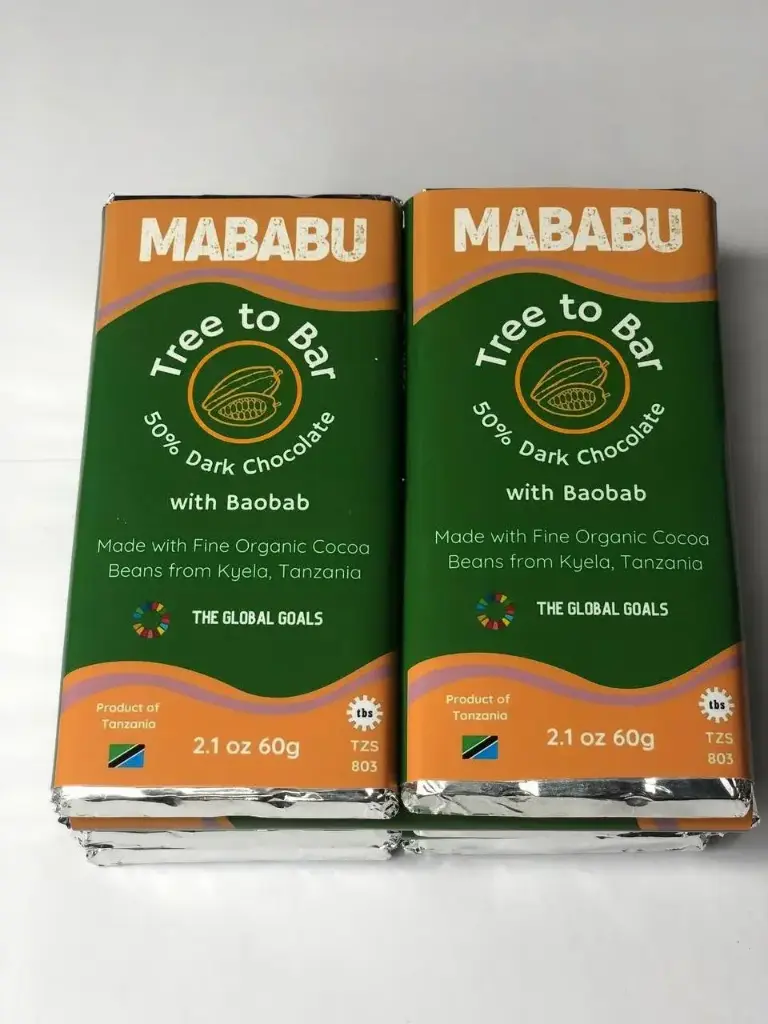 MABABU
Tree to Bar
50% Dark Chocolate
with Baobab
Made with Fine Organic Cocoa
Beans from Kyela, Tanzania
THE GLOBAL GOALS
Product of
Tanzania
2.1 oz 60g
tbs
TZS
803
MABABU
Tree to Bar
50% Dark Chocolate
with Baobab
Made with Fine Organic Cocoa
Beans from Kyela, Tanzania
THE GLOBAL GOALS
Product of
Tanzania
2.1 oz 60g
tbs
TZS
803